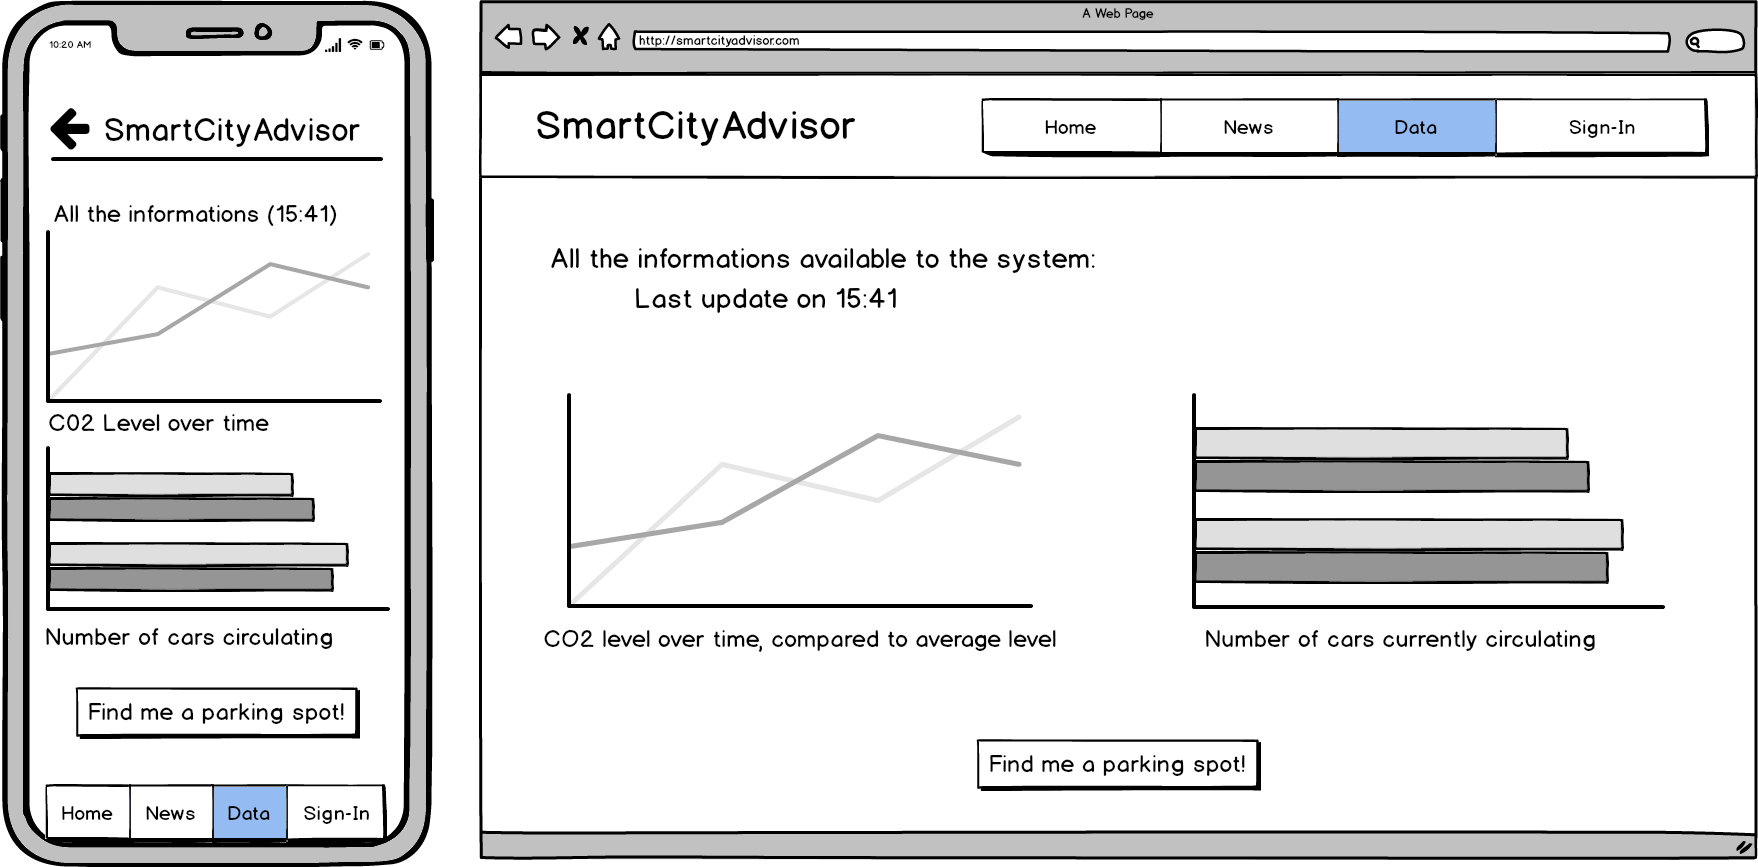 10:20 AM
SmartCityAdvisor
All the informations (15:41)
CO2 Level over time
Number of cars circulating
Find me a parking spot!
Home News Data Sign-In
A Web Page
http://smartcityadvisor.com
SmartCityAdvisor
Home News Data Sign-In
All the informations available to the system:
Last update on 15:41
CO2 level over time, compared to average level
Number of cars currently circulating
Find me a parking spot!